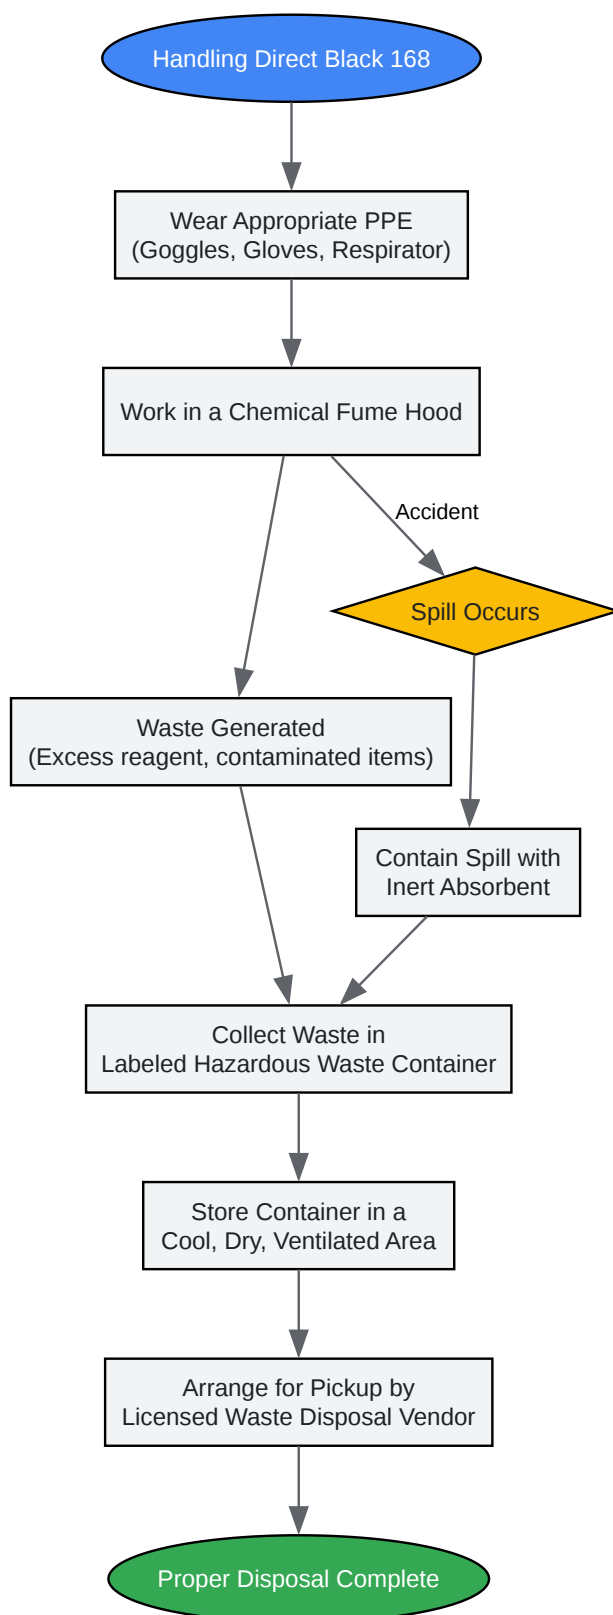 Handling Direct Black 168
Wear Appropriate PPE
(Goggles, Gloves, Respirator)
Work in a Chemical Fume Hood
Accident
Spill Occurs
Waste Generated
(Excess reagent, contaminated items)
Contain Spill with
Inert Absorbent
Collect Waste in
Labeled Hazardous Waste Container
Store Container in a
Cool, Dry, Ventilated Area
Arrange for Pickup by
Licensed Waste Disposal Vendor
Proper Disposal Complete